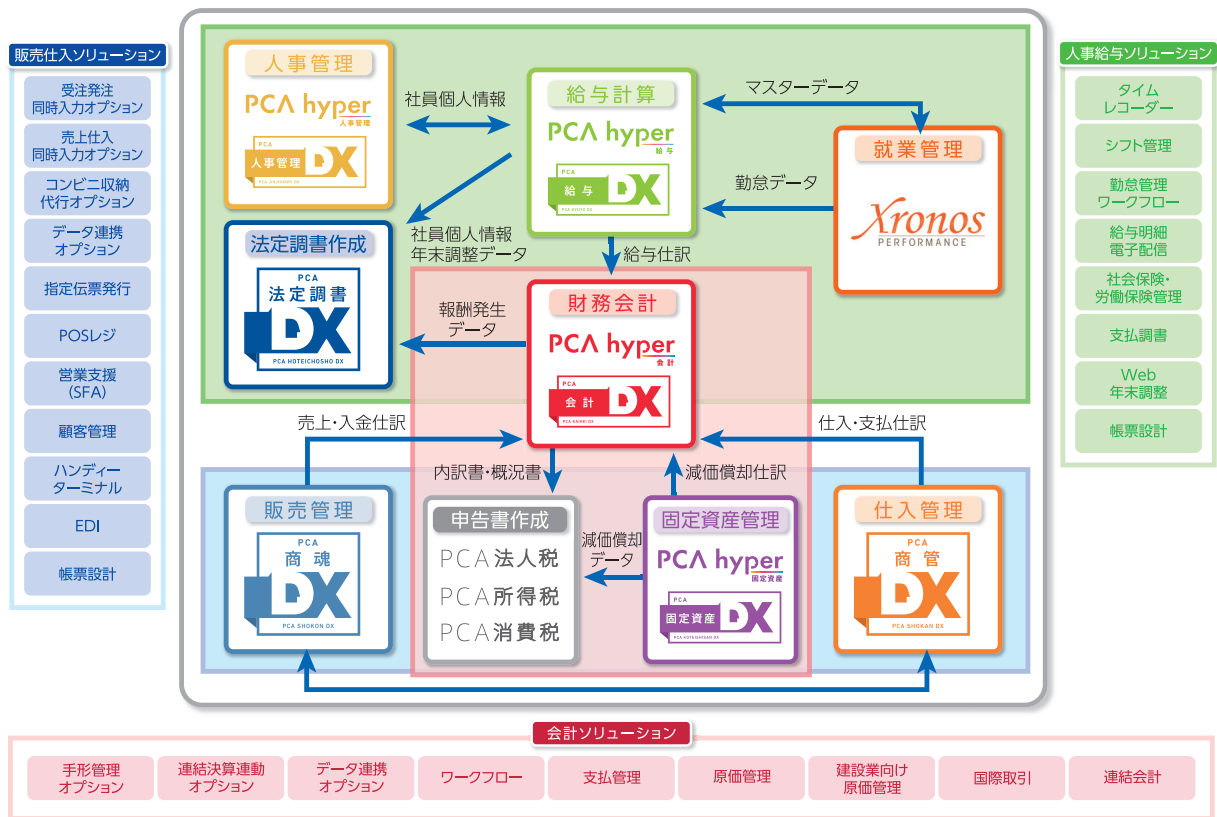 販売仕入ソリューション
受注発注
同時入力オプション
売上仕入
同時入力オプション
コンビニ収納
代行オプション
データ連携
オプション
指定伝票発行
POSレジ
営業支援
(SFA)
顧客管理
ハンディー
ターミナル
EDI
帳票設計
人事管理
PCA hyper
人事管理
PCA
人事管理 DX
PCA JINJIKANRI DX
社員個人情報
給与計算
PCA hyper
給与
PCA
給与 DX
PCA KYUYO DX
マスターデータ
勤怠データ
就業管理
Xronos
PERFORMANCE
法定調書作成
PCA
法定調書
DX
PCA HOTEICHOSHO DX
社員個人情報
年末調整データ
給与仕訳
報酬発生
データ
財務会計
PCA hyper
会計
PCA
会計 DX
PCA KAIKEI DX
売上・入金仕訳
仕入・支払仕訳
内訳書・概況書
減価償却仕訳
販売管理
PCA
商魂
DX
PCA SHOKON DX
申告書作成
PCA 法人税
PCA 所得税
PCA 消費税
減価償却
データ
固定資産管理
PCA hyper
固定資産
PCA
固定資産 DX
PCA KOTEISHISAN DX
仕入管理
PCA
商管
DX
PCA SHOKAN DX
人事給与ソリューション
タイム
レコーダー
シフト管理
勤怠管理
ワークフロー
給与明細
電子配信
社会保険・
労働保険管理
支払調書
Web
年末調整
帳票設計
会計ソリューション
手形管理
オプション
連結決算連動
オプション
データ連携
オプション
ワークフロー
支払管理
原価管理
建設業向け
原価管理
国際取引
連結会計